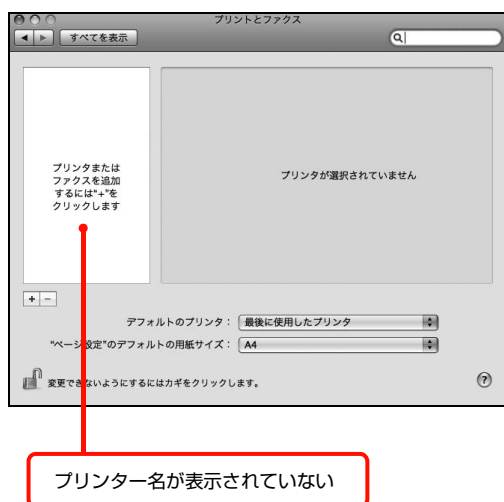 プリントとファクス
すべてを表示
プリンタまたは
ファクスを追加
するには"+"を
クリックします
プリンタが選択されていません
+ −
デフォルトのプリンタ： 最後に使用したプリンタ
"ページ設定"のデフォルトの用紙サイズ： A4
変更できないようにするにはカギをクリックします。
?
プリンター名が表示されていない